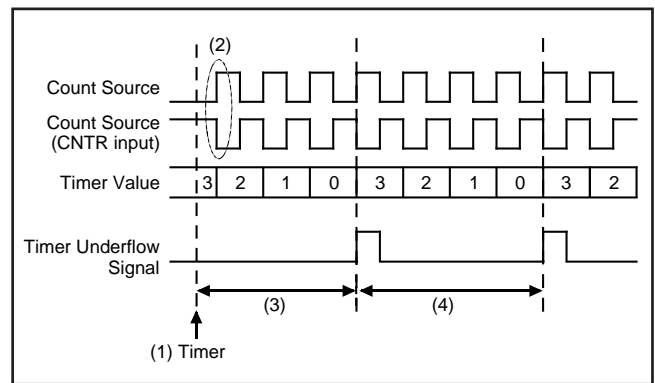 (2)
Count Source
Count Source
(CNTR input)
Timer Value 3 2 1 0 3 2 1 0 3 2
Timer Underflow
Signal
(3) (4)
(1) Timer